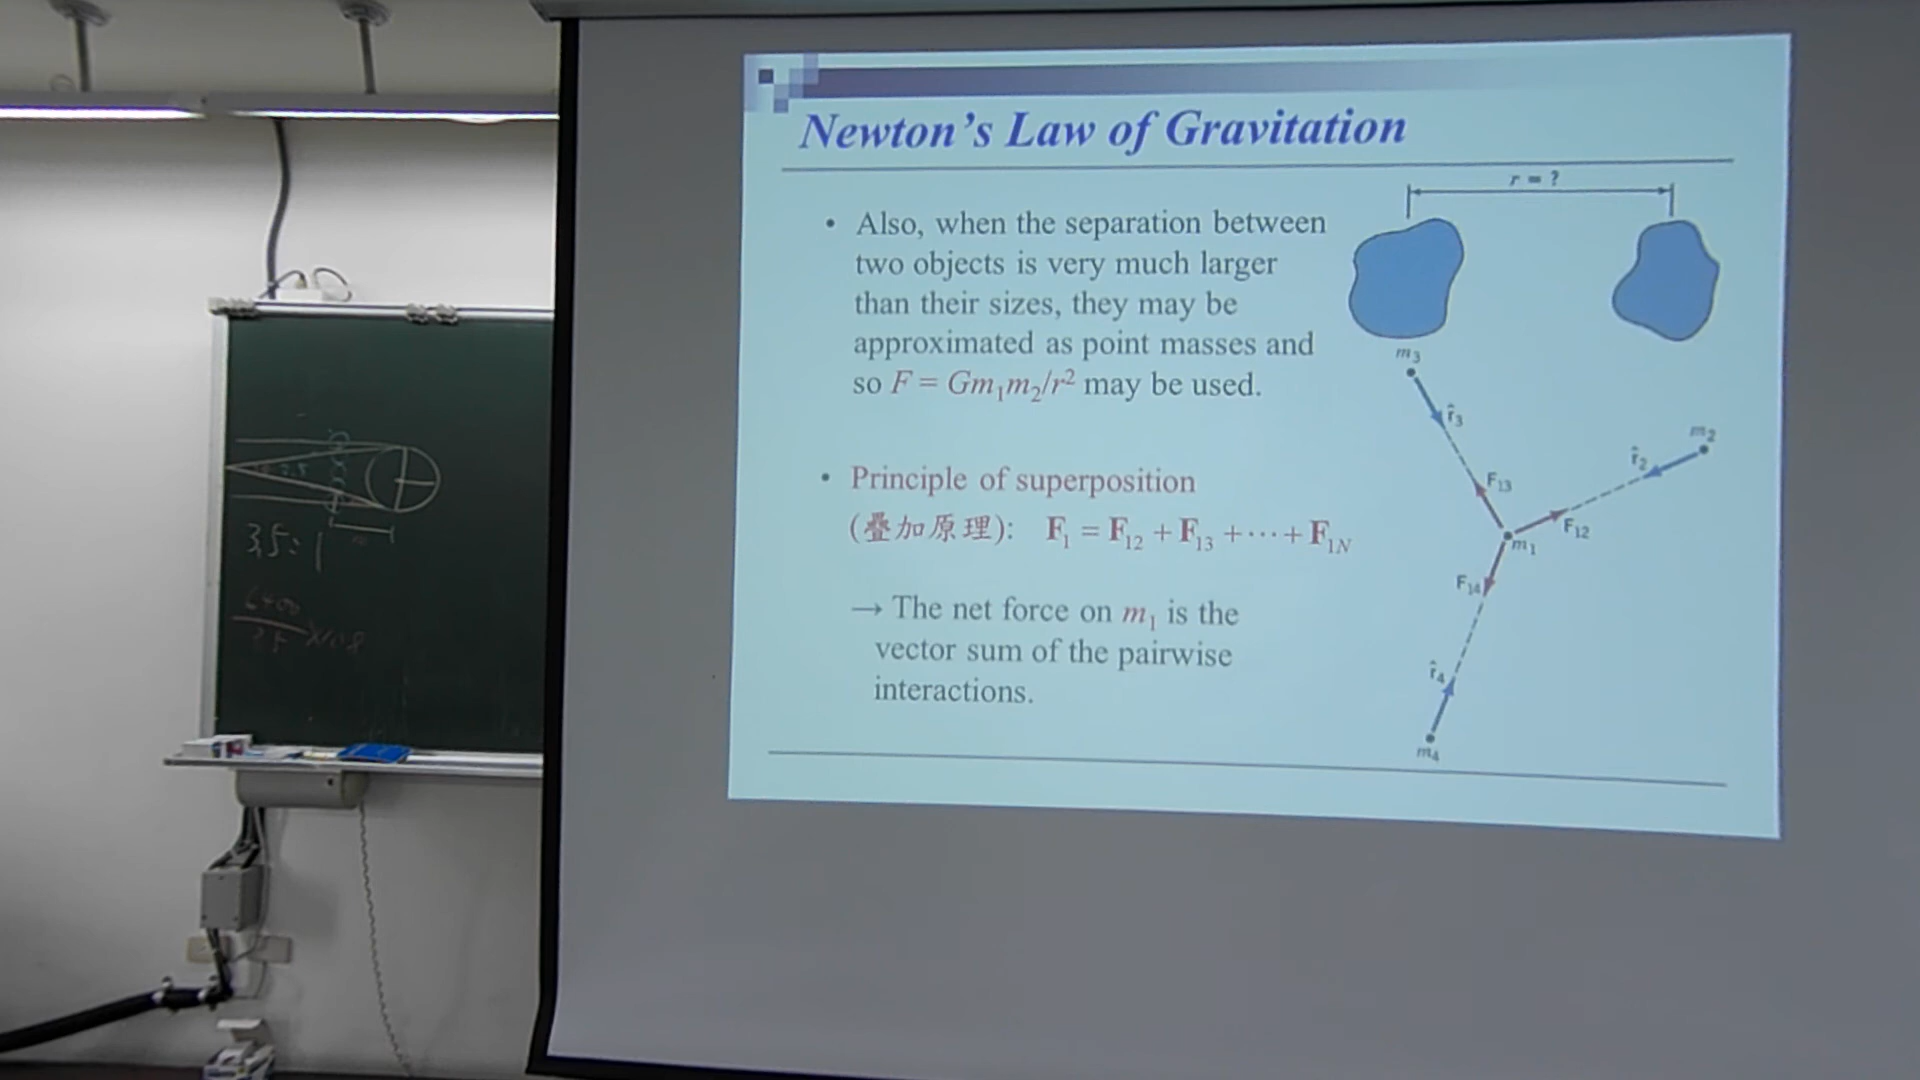 Newton's Law of Gravitation
• Also, when the separation between
two objects is very much larger
than their sizes, they may be
approximated as point masses and
so F = Gm₁m₂/r² may be used.
• Principle of superposition
(疊加原理): F₁ = F₁₂ + F₁₃ + ⋯ + F₁N
→ The net force on m₁ is the
vector sum of the pairwise
interactions.
r = ?
m₃
r̂₃
m₂
r̂₂
F₁₃
F₁₂
m₁
F₁₄
r̂₄
m₄
35:1
6400